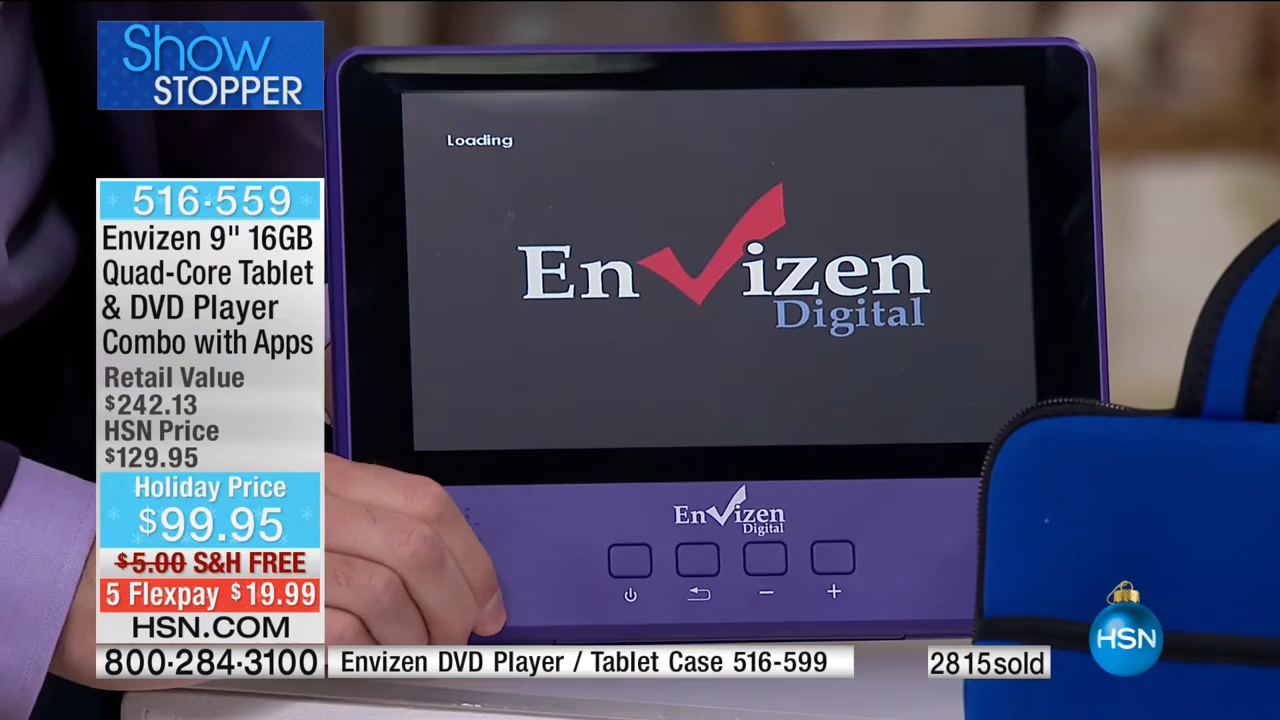 Show
STOPPER
516-559
Envizen 9" 16GB
Quad-Core Tablet
& DVD Player
Combo with Apps
Retail Value
$242.13
HSN Price
$129.95
Holiday Price
$99.95
$5.00 S&H FREE
5 Flexpay $19.99
HSN.COM
800·284·3100
Loading
Envizen
Digital
Envizen
Digital
Envizen DVD Player / Tablet Case 516-599
2815sold
HSN